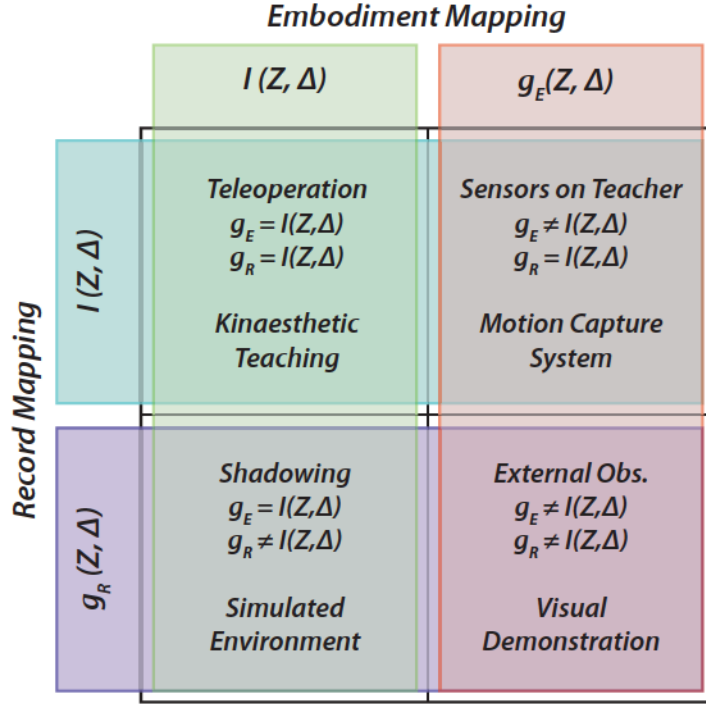 Embodiment Mapping
I (Z, Δ)
g_E(Z, Δ)
Record Mapping
I (Z, Δ)
Teleoperation
g_E = I(Z,Δ)
g_R = I(Z,Δ)
Kinaesthetic
Teaching
Sensors on Teacher
g_E ≠ I(Z,Δ)
g_R = I(Z,Δ)
Motion Capture
System
g_R (Z, Δ)
Shadowing
g_E = I(Z,Δ)
g_R ≠ I(Z,Δ)
Simulated
Environment
External Obs.
g_E ≠ I(Z,Δ)
g_R ≠ I(Z,Δ)
Visual
Demonstration